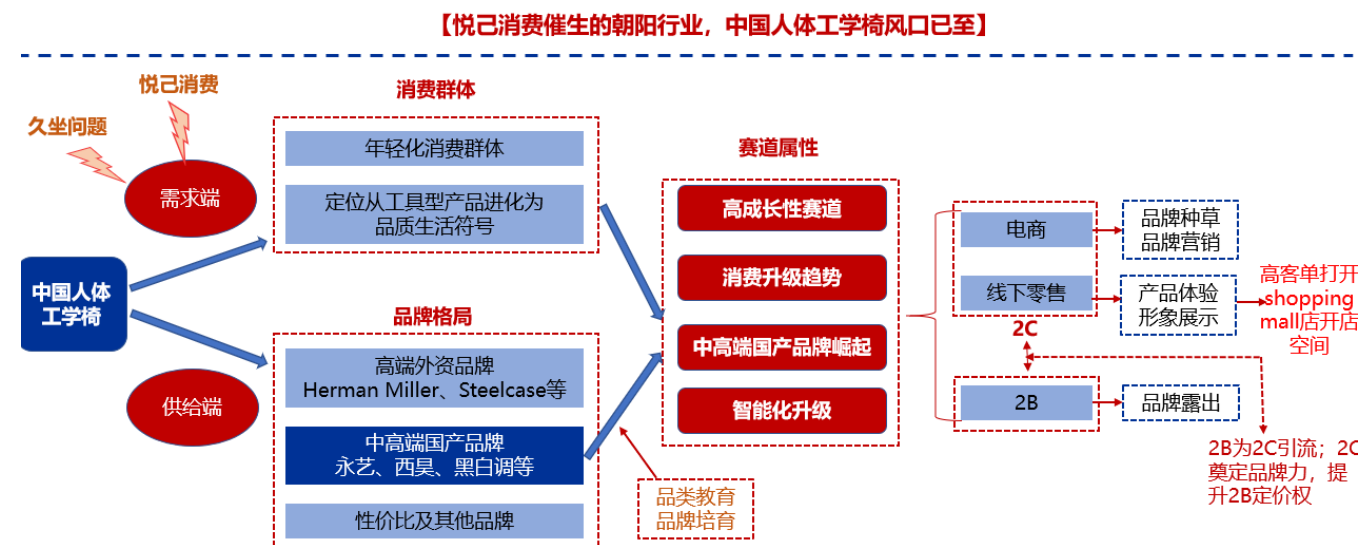 【悦己消费催生的朝阳行业，中国人体工学椅风口已至】
悦己消费
久坐问题
需求端
中国人体
工学椅
供给端
消费群体
年轻化消费群体
定位从工具型产品进化为
品质生活符号
品牌格局
高端外资品牌
Herman Miller、Steelcase等
中高端国产品牌
永艺、西昊、黑白调等
性价比及其他品牌
品类教育
品牌培育
赛道属性
高成长性赛道
消费升级趋势
中高端国产品牌崛起
智能化升级
电商
品牌种草
品牌营销
线下零售
产品体验
形象展示
高客单打开
shopping
mall店开店
空间
2C
2B
品牌露出
2B为2C引流；2C
奠定品牌力，提
升2B定价权